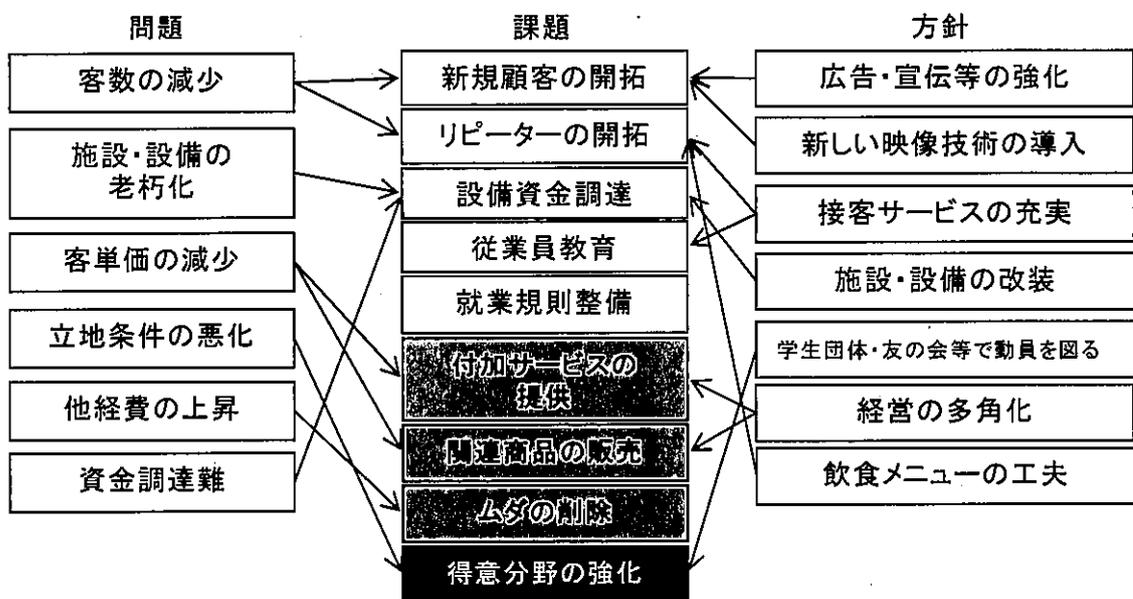 問題
客数の減少
施設・設備の
老朽化
客単価の減少
立地条件の悪化
他経費の上昇
資金調達難
課題
新規顧客の開拓
リピーターの開拓
設備資金調達
従業員教育
就業規則整備
付加サービスの
提供
関連商品の販売
ムダの削除
得意分野の強化
方針
広告・宣伝等の強化
新しい映像技術の導入
接客サービスの充実
施設・設備の改装
学生団体・友の会等で動員を図る
経営の多角化
飲食メニューの工夫